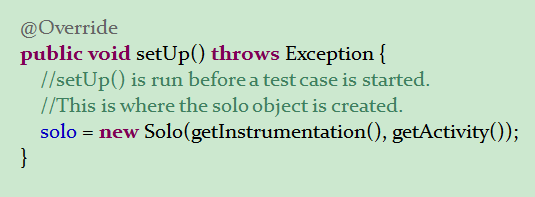 @Override
public void setUp() throws Exception {
//setUp() is run before a test case is started.
//This is where the solo object is created.
solo = new Solo(getInstrumentation(), getActivity());
}